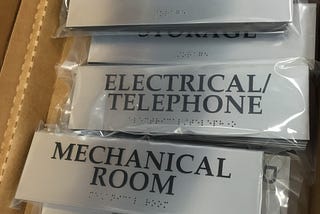 STORAGE
ELECTRICAL/
TELEPHONE
MECHANICAL
ROOM